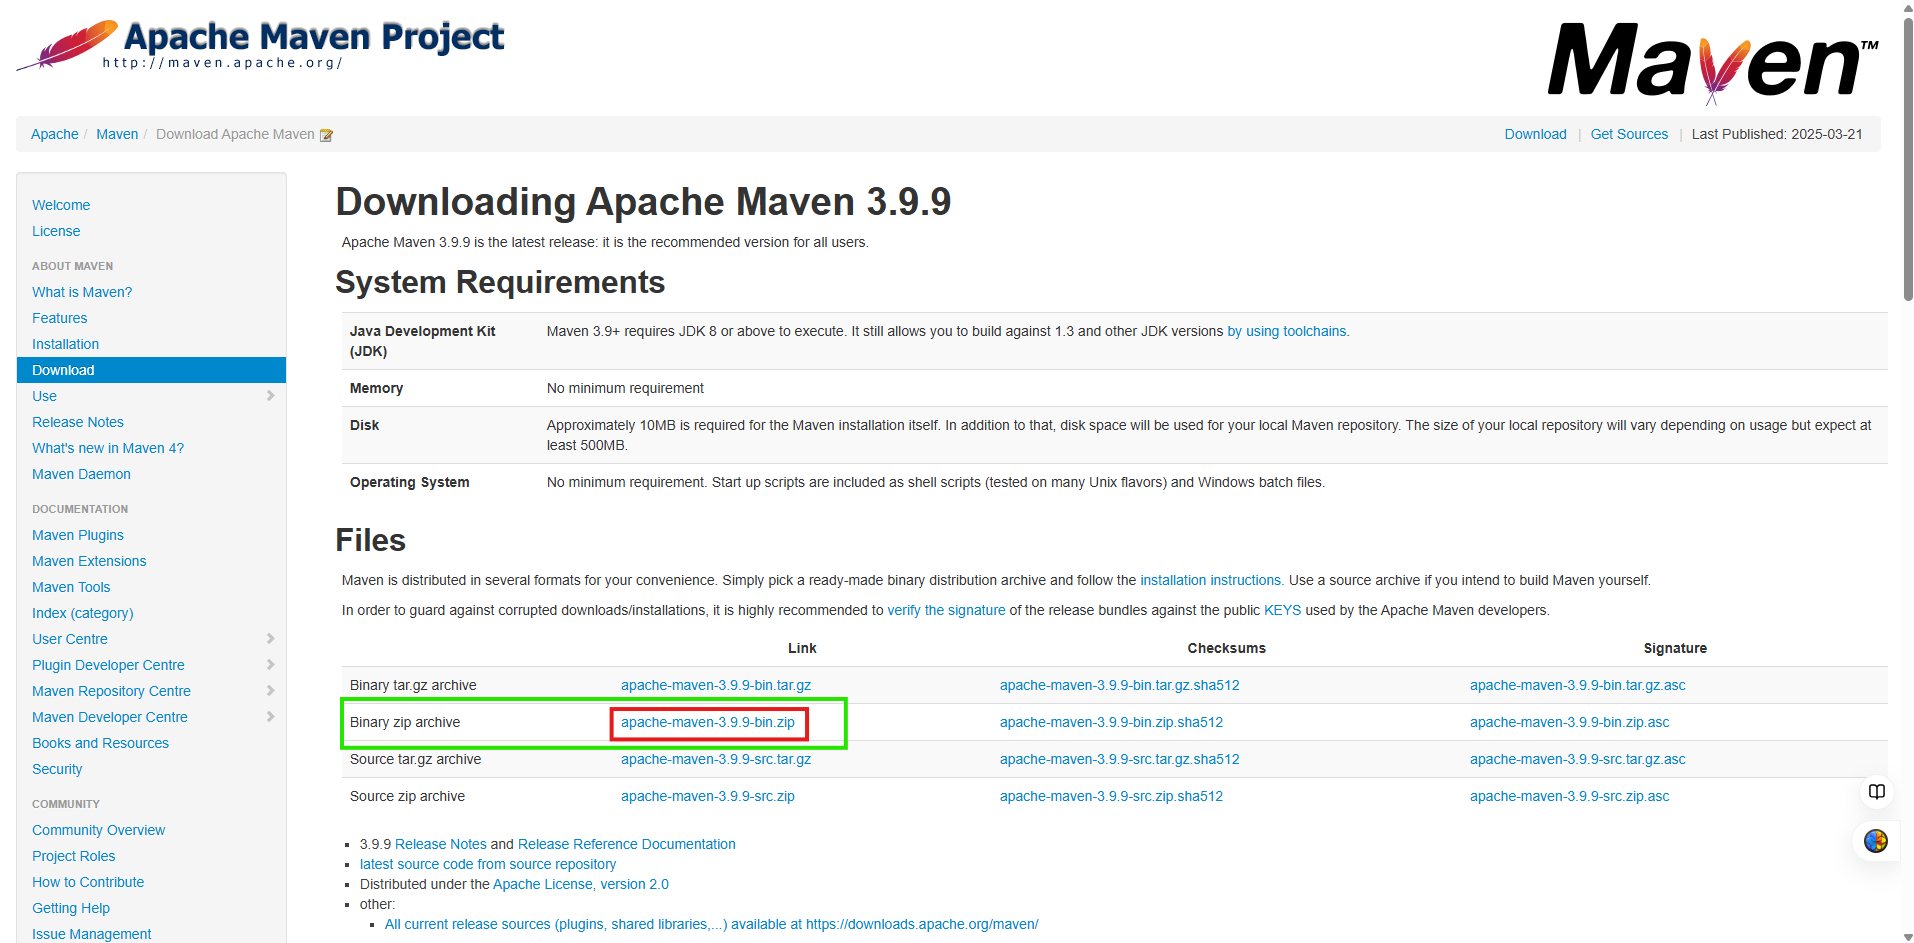 Apache Maven Project
http://maven.apache.org/
Maven™
Apache / Maven / Download Apache Maven
Download | Get Sources | Last Published: 2025-03-21
Welcome
License
ABOUT MAVEN
What is Maven?
Features
Installation
Download
Use
Release Notes
What's new in Maven 4?
Maven Daemon
DOCUMENTATION
Maven Plugins
Maven Extensions
Maven Tools
Index (category)
User Centre
Plugin Developer Centre
Maven Repository Centre
Maven Developer Centre
Books and Resources
Security
COMMUNITY
Community Overview
Project Roles
How to Contribute
Getting Help
Issue Management
Downloading Apache Maven 3.9.9
Apache Maven 3.9.9 is the latest release: it is the recommended version for all users.
System Requirements
Java Development Kit (JDK) Maven 3.9+ requires JDK 8 or above to execute. It still allows you to build against 1.3 and other JDK versions by using toolchains.
Memory No minimum requirement
Disk Approximately 10MB is required for the Maven installation itself. In addition to that, disk space will be used for your local Maven repository. The size of your local repository will vary depending on usage but expect at
least 500MB.
Operating System No minimum requirement. Start up scripts are included as shell scripts (tested on many Unix flavors) and Windows batch files.
Files
Maven is distributed in several formats for your convenience. Simply pick a ready-made binary distribution archive and follow the installation instructions. Use a source archive if you intend to build Maven yourself.
In order to guard against corrupted downloads/installations, it is highly recommended to verify the signature of the release bundles against the public KEYS used by the Apache Maven developers.
Link Checksums Signature
Binary tar.gz archive apache-maven-3.9.9-bin.tar.gz apache-maven-3.9.9-bin.tar.gz.sha512 apache-maven-3.9.9-bin.tar.gz.asc
Binary zip archive apache-maven-3.9.9-bin.zip apache-maven-3.9.9-bin.zip.sha512 apache-maven-3.9.9-bin.zip.asc
Source tar.gz archive apache-maven-3.9.9-src.tar.gz apache-maven-3.9.9-src.tar.gz.sha512 apache-maven-3.9.9-src.tar.gz.asc
Source zip archive apache-maven-3.9.9-src.zip apache-maven-3.9.9-src.zip.sha512 apache-maven-3.9.9-src.zip.asc
3.9.9 Release Notes and Release Reference Documentation
latest source code from source repository
Distributed under the Apache License, version 2.0
other:
All current release sources (plugins, shared libraries,...) available at https://downloads.apache.org/maven/